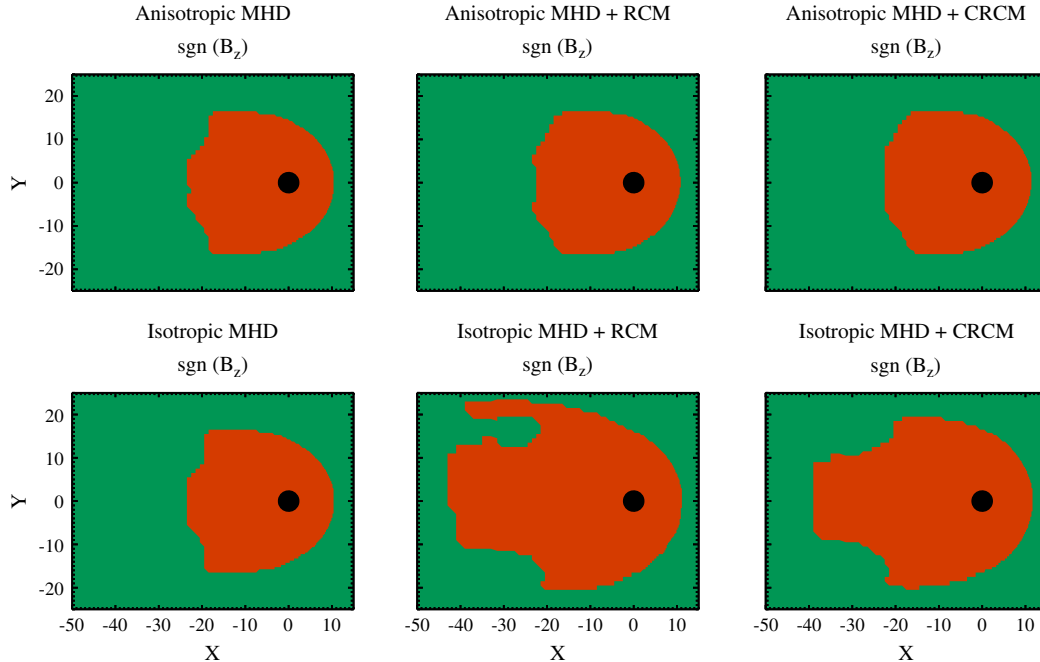 Anisotropic MHD
sgn (B_z)
Anisotropic MHD + RCM
sgn (B_z)
Anisotropic MHD + CRCM
sgn (B_z)
20
10
0
-10
-20
Y
Isotropic MHD
sgn (B_z)
Isotropic MHD + RCM
sgn (B_z)
Isotropic MHD + CRCM
sgn (B_z)
20
10
0
-10
-20
Y
-50 -40 -30 -20 -10 0 10
X
-50 -40 -30 -20 -10 0 10
X
-50 -40 -30 -20 -10 0 10
X